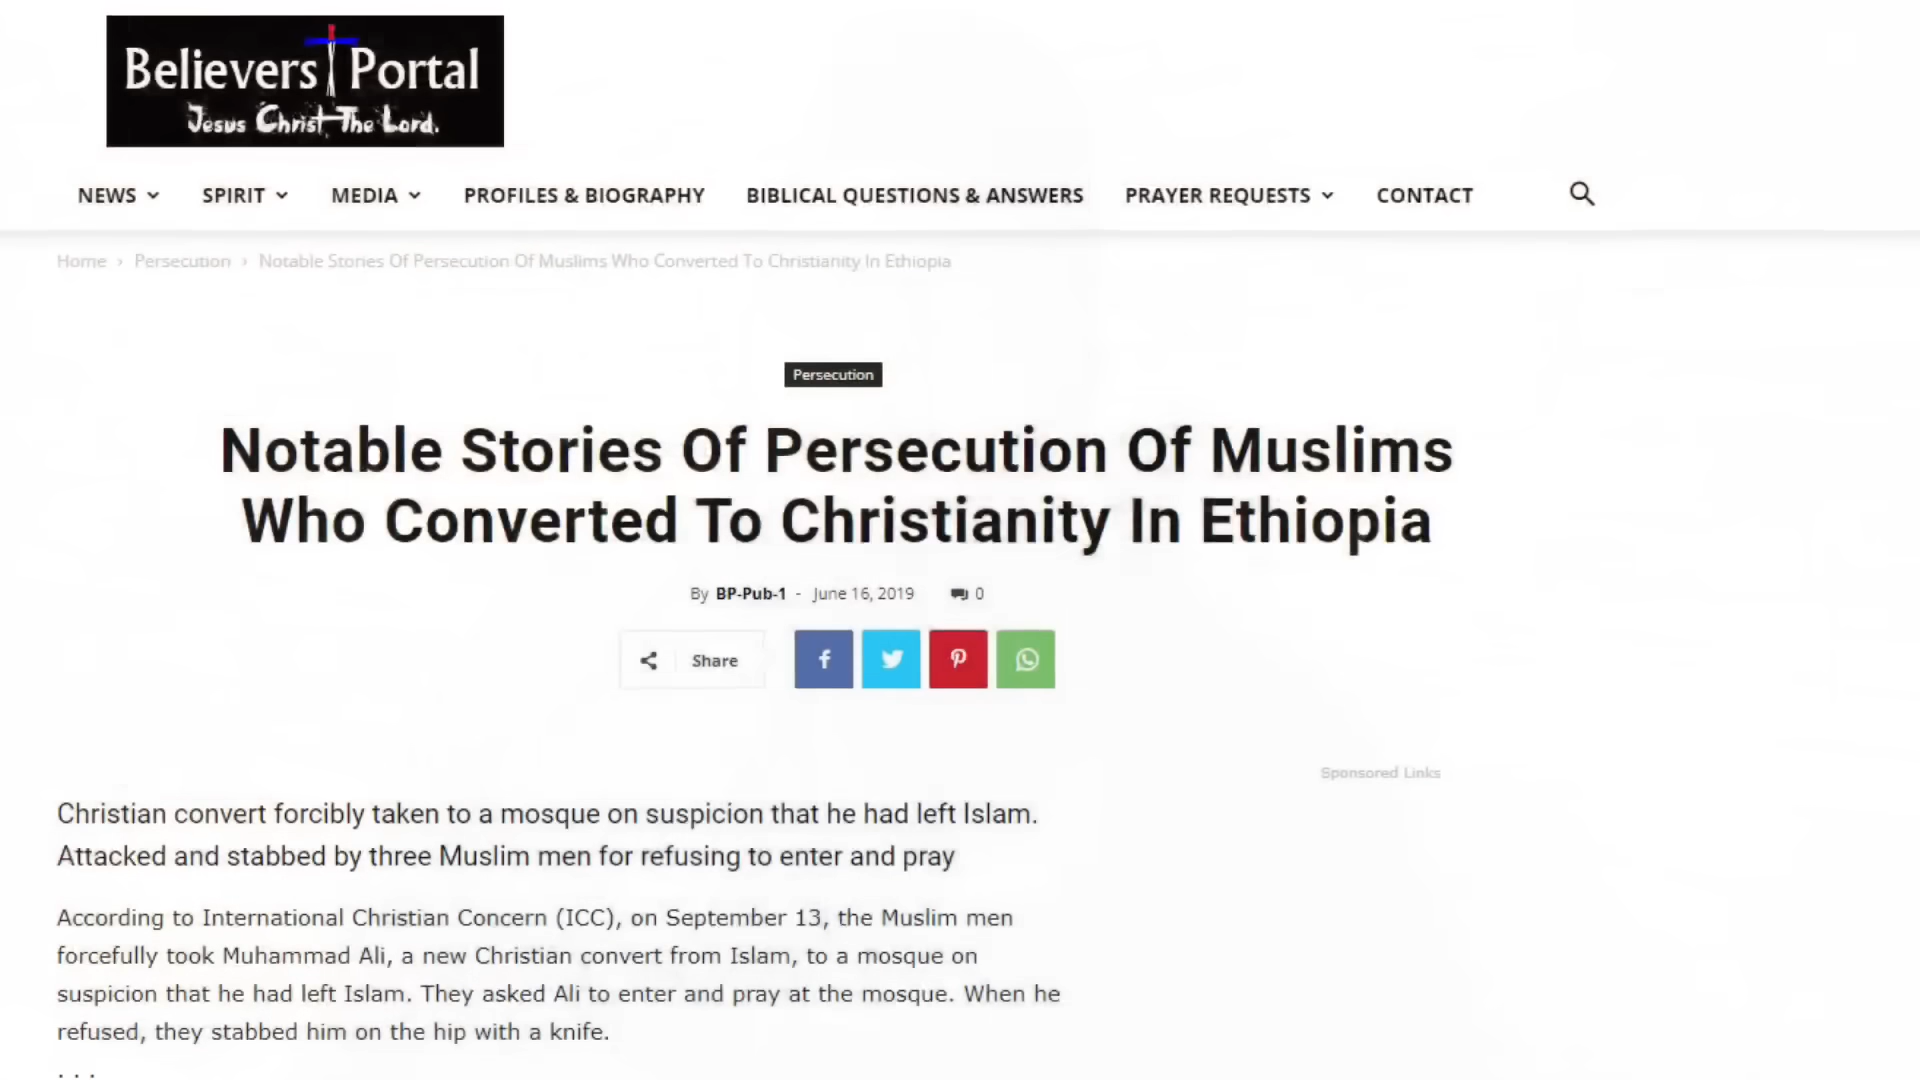 Believers Portal
Jesus Christ The Lord.
NEWS SPIRIT MEDIA PROFILES & BIOGRAPHY BIBLICAL QUESTIONS & ANSWERS PRAYER REQUESTS CONTACT
Home › Persecution › Notable Stories Of Persecution Of Muslims Who Converted To Christianity In Ethiopia
Persecution
Notable Stories Of Persecution Of Muslims
Who Converted To Christianity In Ethiopia
By BP-Pub-1 - June 16, 2019 0
Share
Sponsored Links
Christian convert forcibly taken to a mosque on suspicion that he had left Islam.
Attacked and stabbed by three Muslim men for refusing to enter and pray
According to International Christian Concern (ICC), on September 13, the Muslim men
forcefully took Muhammad Ali, a new Christian convert from Islam, to a mosque on
suspicion that he had left Islam. They asked Ali to enter and pray at the mosque. When he
refused, they stabbed him on the hip with a knife.
. . .